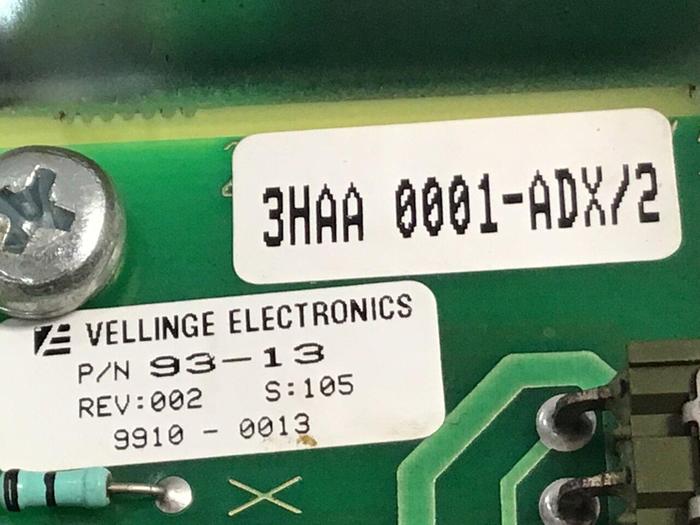 3HAA 0001-ADX/2
VELLINGE ELECTRONICS
P/N 93-13
REV:002 S:105
9910 - 0013